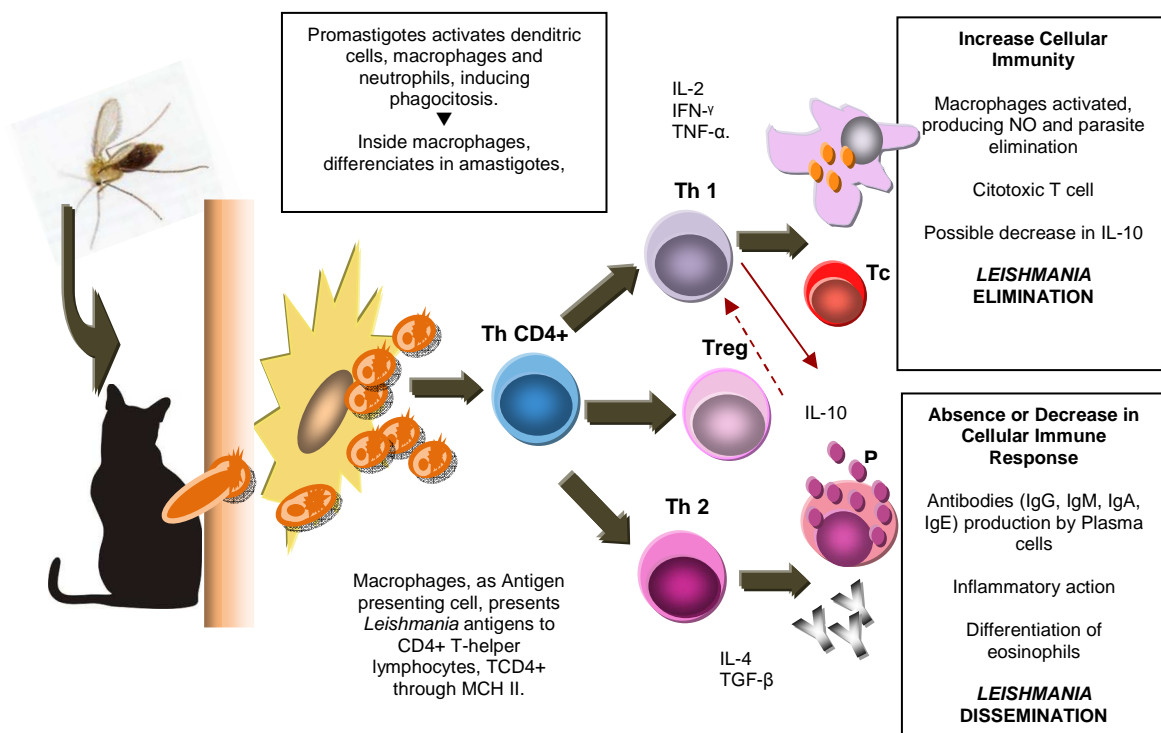 Promastigotes activates denditric
cells, macrophages and
neutrophils, inducing
phagocitosis.
Inside macrophages,
differenciates in amastigotes,
IL-2
IFN-γ
TNF-α.
Th 1
Tc
Increase Cellular
Immunity
Macrophages activated,
producing NO and parasite
elimination
Citotoxic T cell
Possible decrease in IL-10
LEISHMANIA
ELIMINATION
Th CD4+
Treg
IL-10
Th 2
P
Macrophages, as Antigen
presenting cell, presents
Leishmania antigens to
CD4+ T-helper
lymphocytes, TCD4+
through MCH II.
IL-4
TGF-β
Absence or Decrease in
Cellular Immune
Response
Antibodies (IgG, IgM, IgA,
IgE) production by Plasma
cells
Inflammatory action
Differentiation of
eosinophils
LEISHMANIA
DISSEMINATION